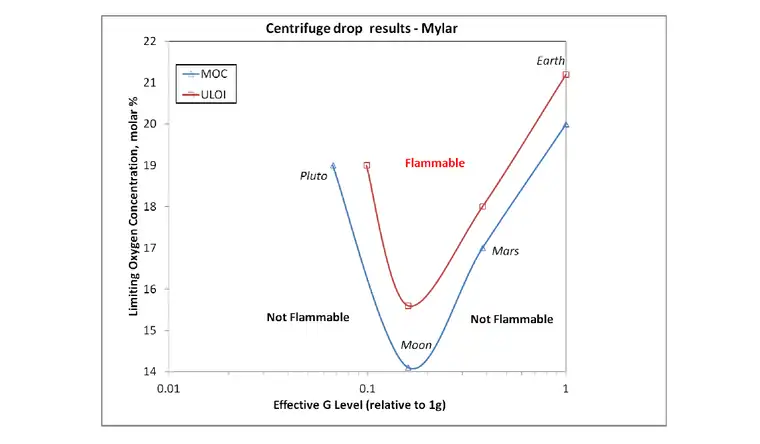 Centrifuge drop results - Mylar
22
21
20
19
18
17
16
15
14
Limiting Oxygen Concentration, molar %
MOC
ULOI
Earth
Flammable
Pluto
Mars
Not Flammable
Not Flammable
Moon
0.01
0.1
1
Effective G Level (relative to 1g)